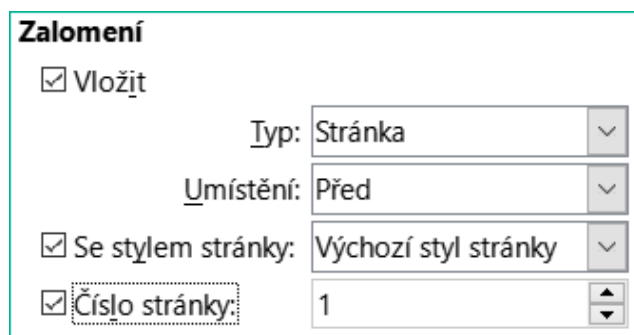 Zalomení
Vložit
Typ: Stránka
Umístění: Před
Se stylem stránky: Výchozí styl stránky
Číslo stránky: 1